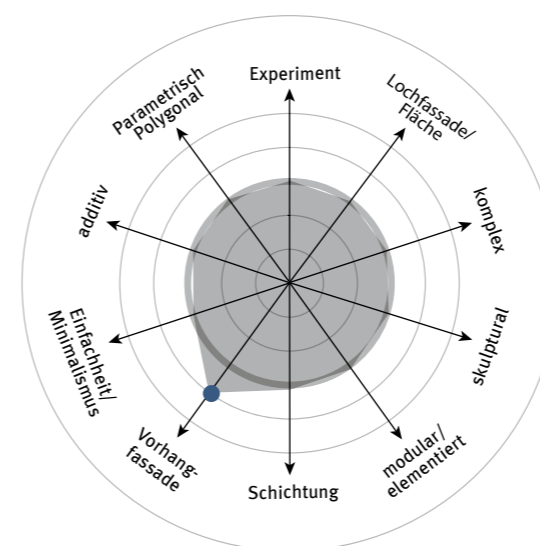 Experiment
Lochfassade/
Fläche
komplex
skulptural
modular/
elementiert
Schichtung
Vorhang-
fassade
Einfachheit/
Minimalismus
additiv
Parametrisch
Polygonal